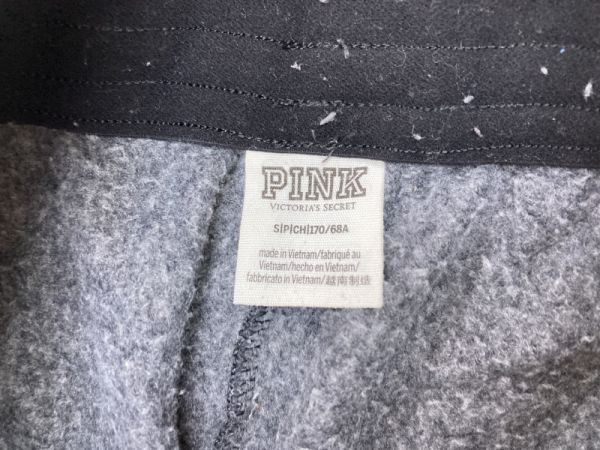 PINK
VICTORIA'S SECRET
S|P|CH|170/68A
made in Vietnam/fabriqué au
Vietnam/hecho en Vietnam/
fabbricato in Vietnam/越南制造